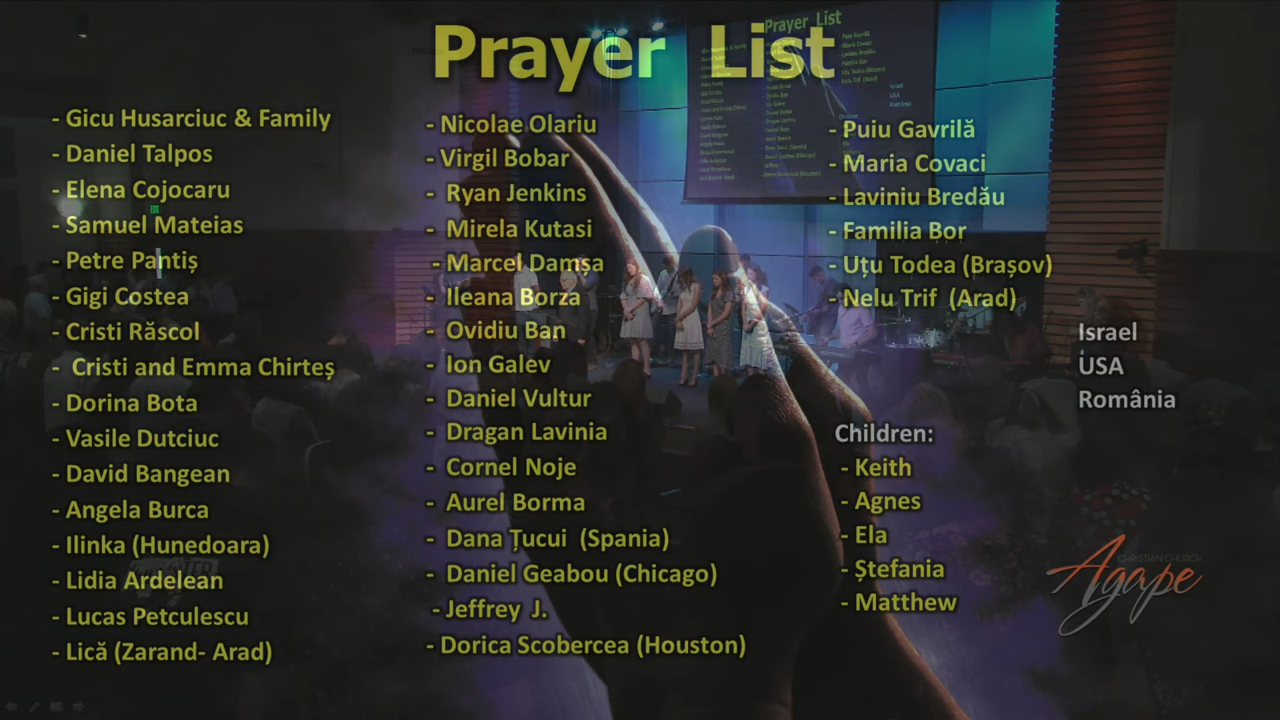 Prayer List
- Gicu Husarciuc & Family
- Daniel Talpos
- Elena Cojocaru
- Samuel Mateias
- Petre Pantiș
- Gigi Costea
- Cristi Răscol
- Cristi and Emma Chirteș
- Dorina Bota
- Vasile Dutciuc
- David Bangean
- Angela Burca
- Ilinka (Hunedoara)
- Lidia Ardelean
- Lucas Petculescu
- Lică (Zarand- Arad)
- Nicolae Olariu
- Virgil Bobar
- Ryan Jenkins
- Mirela Kutasi
- Marcel Damșa
- Ileana Borza
- Ovidiu Ban
- Ion Galev
- Daniel Vultur
- Dragan Lavinia
- Cornel Noje
- Aurel Borma
- Dana Țucui (Spania)
- Daniel Geabou (Chicago)
- Jeffrey J.
- Dorica Scobercea (Houston)
- Puiu Gavrilă
- Maria Covaci
- Laviniu Bredău
- Familia Bor
- Uțu Todea (Brașov)
- Nelu Trif (Arad)
Israel
USA
România
Children:
- Keith
- Agnes
- Ela
- Ștefania
- Matthew
CHRISTIAN CHURCH
Agape
Prayer List